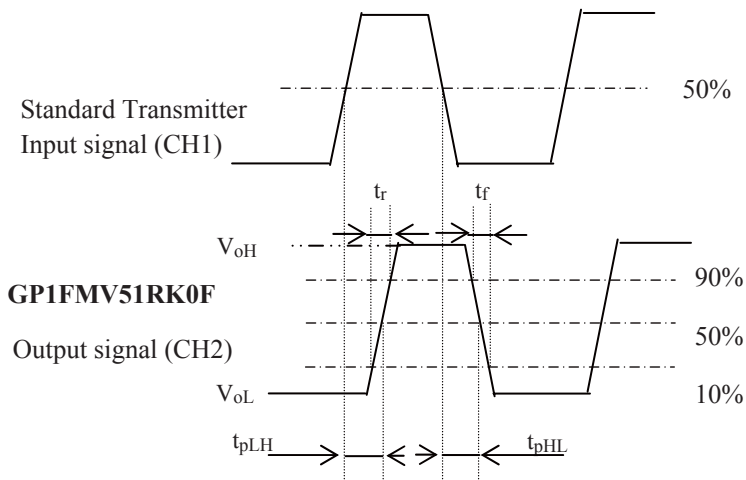 50%
Standard Transmitter
Input signal (CH1)
tr tf
VoH
90%
GP1FMV51RK0F
50%
Output signal (CH2)
VoL
10%
tpLH tpHL